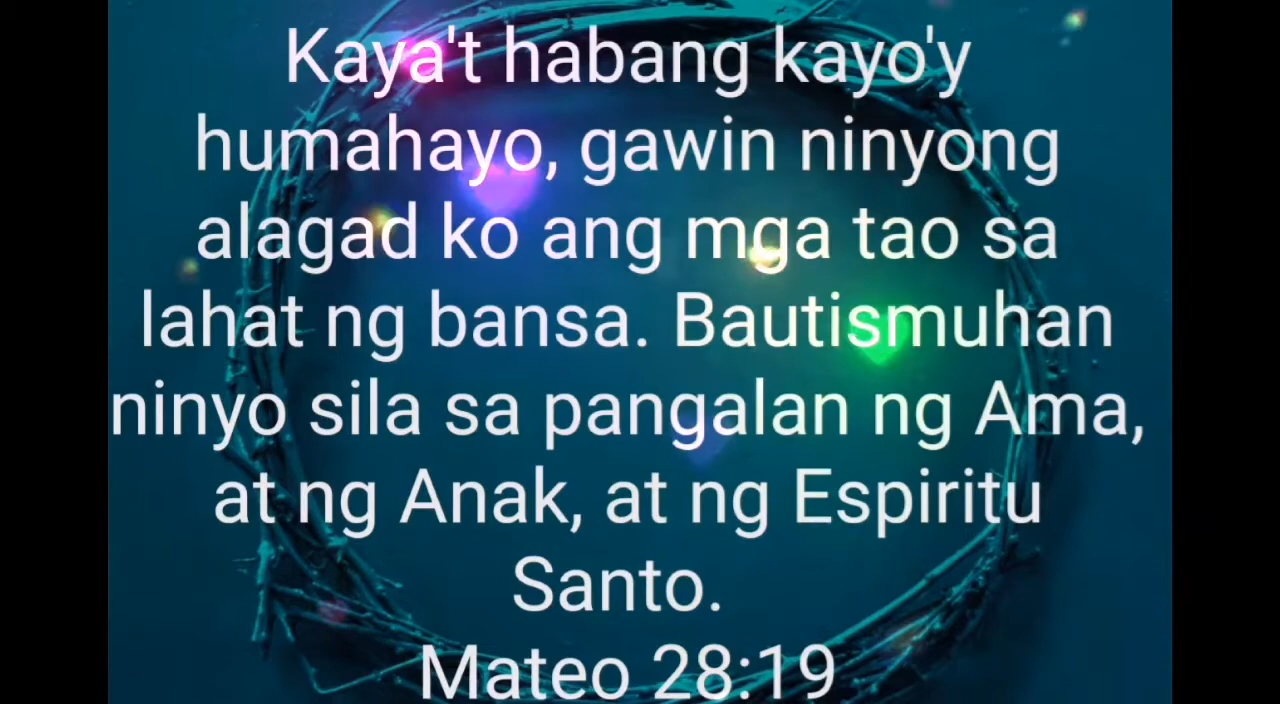 Kaya't habang kayo'y
humahayo, gawin ninyong
alagad ko ang mga tao sa
lahat ng bansa. Bautismuhan
ninyo sila sa pangalan ng Ama,
at ng Anak, at ng Espiritu
Santo.
Mateo 28:19